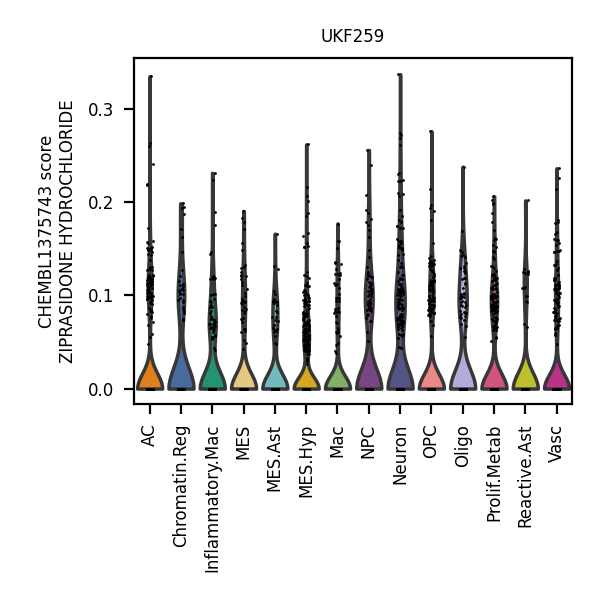 UKF259
CHEMBL1375743 score
ZIPRASIDONE HYDROCHLORIDE
0.3
0.2
0.1
0.0
AC
Chromatin.Reg
Inflammatory.Mac
MES
MES.Ast
MES.Hyp
Mac
NPC
Neuron
OPC
Oligo
Prolif.Metab
Reactive.Ast
Vasc